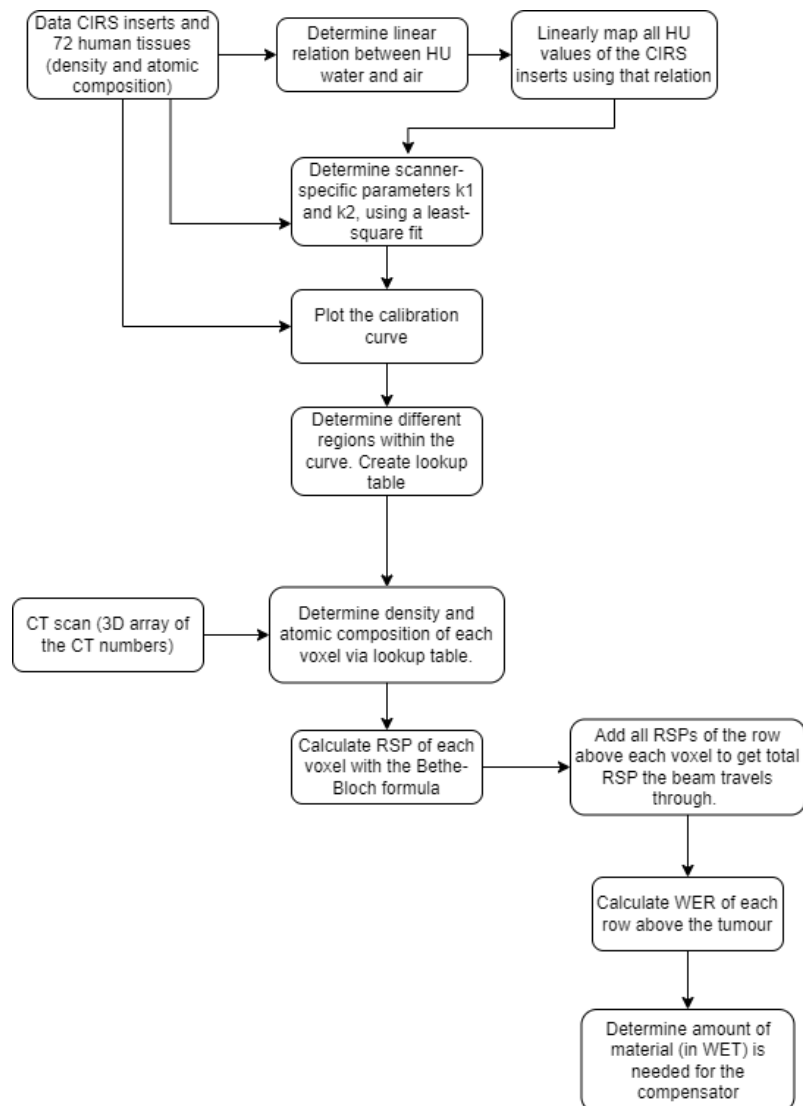 Data CIRS inserts and
72 human tissues
(density and atomic
composition)
Determine linear
relation between HU
water and air
Linearly map all HU
values of the CIRS
inserts using that relation
Determine scanner-
specific parameters k1
and k2, using a least-
square fit
Plot the calibration
curve
Determine different
regions within the
curve. Create lookup
table
CT scan (3D array of
the CT numbers)
Determine density and
atomic composition of each
voxel via lookup table.
Calculate RSP of each
voxel with the Bethe-
Bloch formula
Add all RSPs of the row
above each voxel to get total
RSP the beam travels
through.
Calculate WER of each
row above the tumour
Determine amount of
material (in WET) is
needed for the
compensator